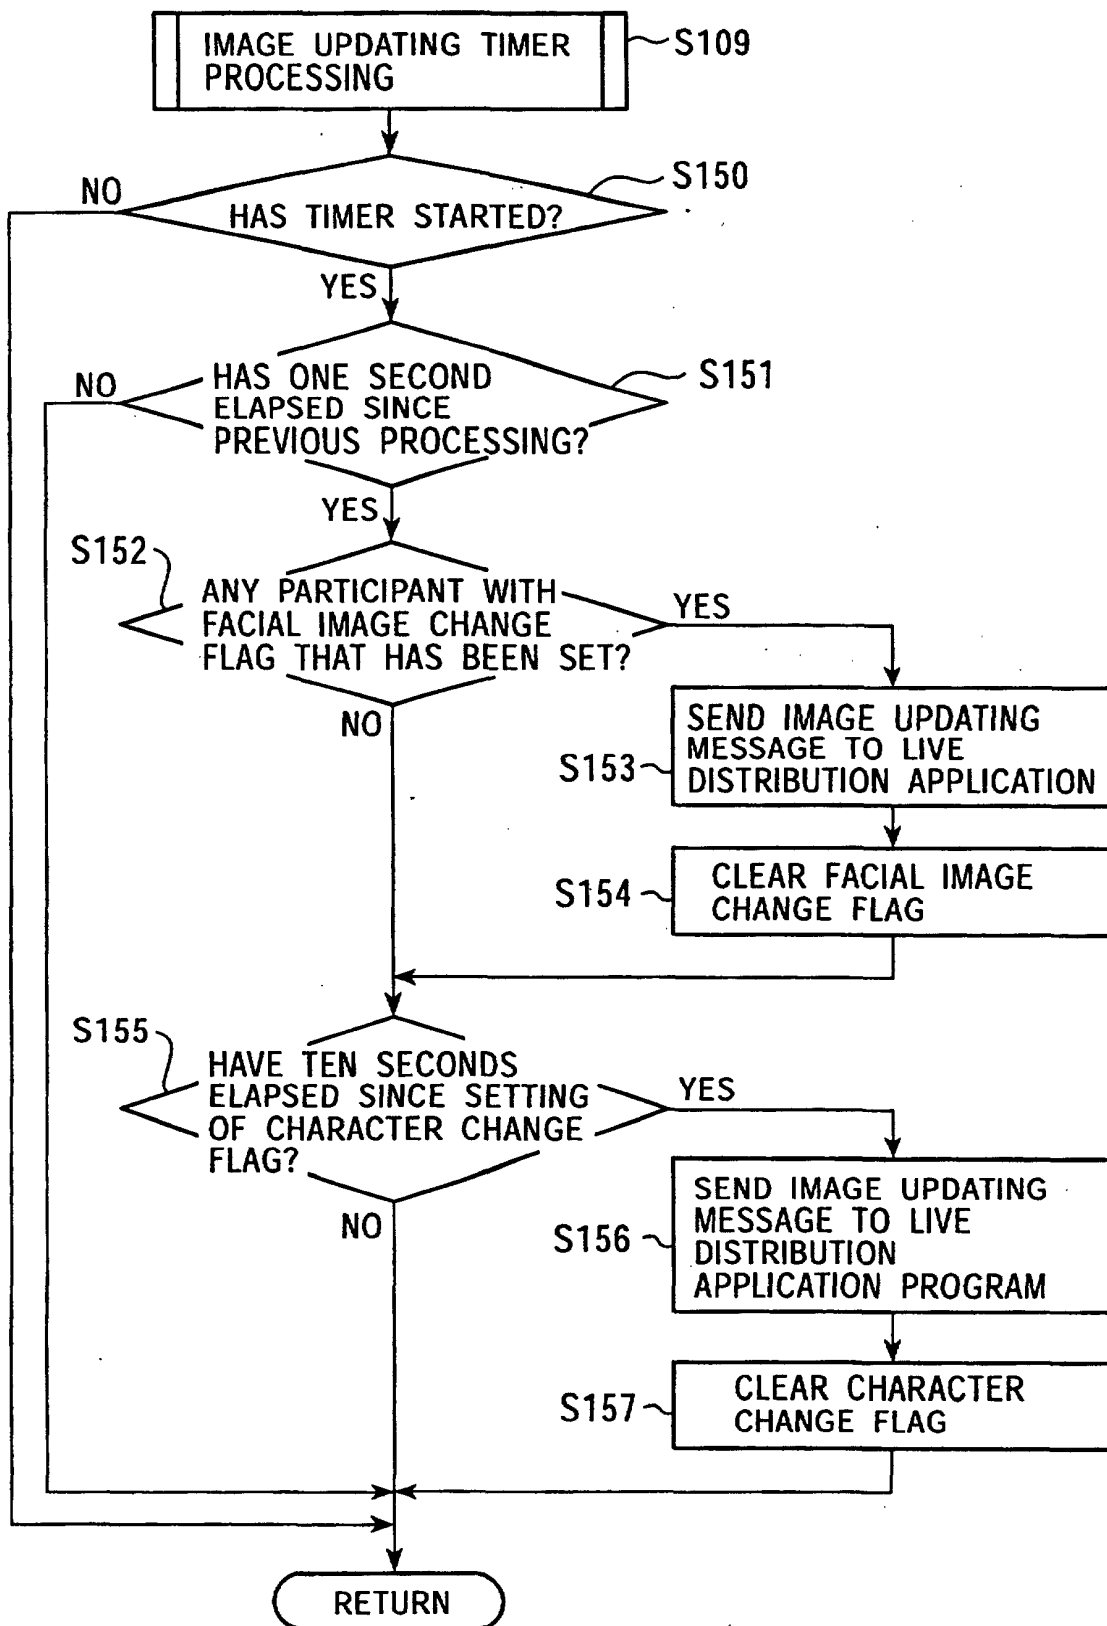 IMAGE UPDATING TIMER
PROCESSING
S109
S150
NO
HAS TIMER STARTED?
YES
S151
NO
HAS ONE SECOND
ELAPSED SINCE
PREVIOUS PROCESSING?
YES
S152
ANY PARTICIPANT WITH
FACIAL IMAGE CHANGE
FLAG THAT HAS BEEN SET?
YES
NO
SEND IMAGE UPDATING
MESSAGE TO LIVE
DISTRIBUTION APPLICATION
S153
CLEAR FACIAL IMAGE
CHANGE FLAG
S154
S155
HAVE TEN SECONDS
ELAPSED SINCE SETTING
OF CHARACTER CHANGE
FLAG?
YES
NO
SEND IMAGE UPDATING
MESSAGE TO LIVE
DISTRIBUTION
APPLICATION PROGRAM
S156
CLEAR CHARACTER
CHANGE FLAG
S157
RETURN